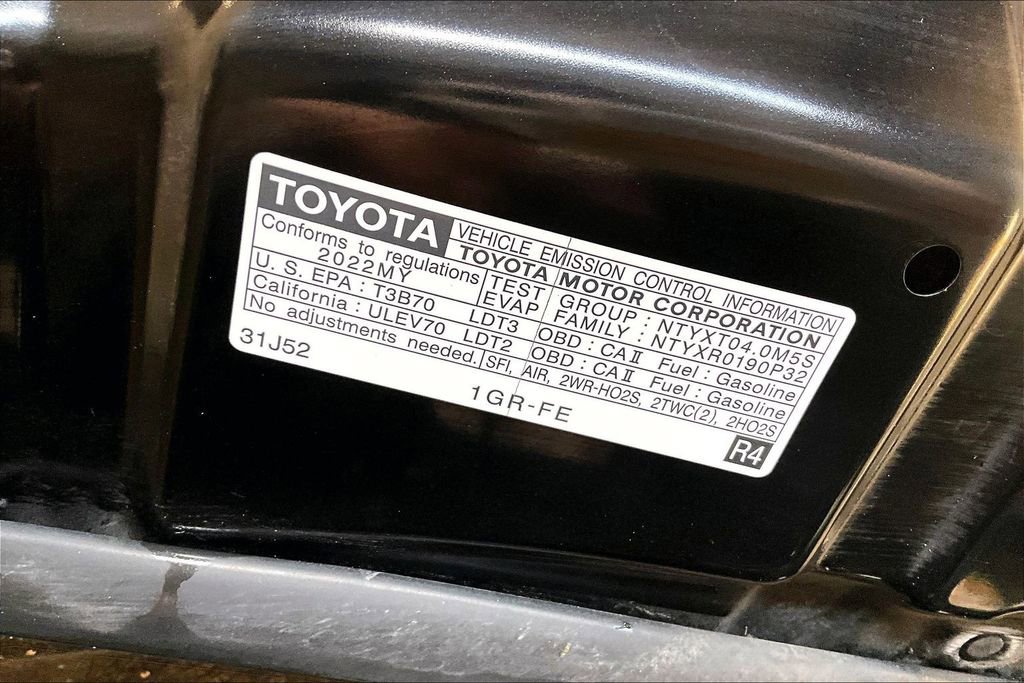 TOYOTA VEHICLE EMISSION CONTROL INFORMATION
TOYOTA MOTOR CORPORATION
Conforms to regulations
2022MY
TEST GROUP : NTYXT04.0M5S
EVAP FAMILY : NTYXR0190P32
U. S. EPA : T3B70 LDT3 OBD : CAⅡ Fuel : Gasoline
California : ULEV70 LDT2 OBD : CAⅡ Fuel : Gasoline
No adjustments needed. SFI, AIR, 2WR-HO2S, 2TWC(2), 2HO2S
31J52 1GR-FE R4